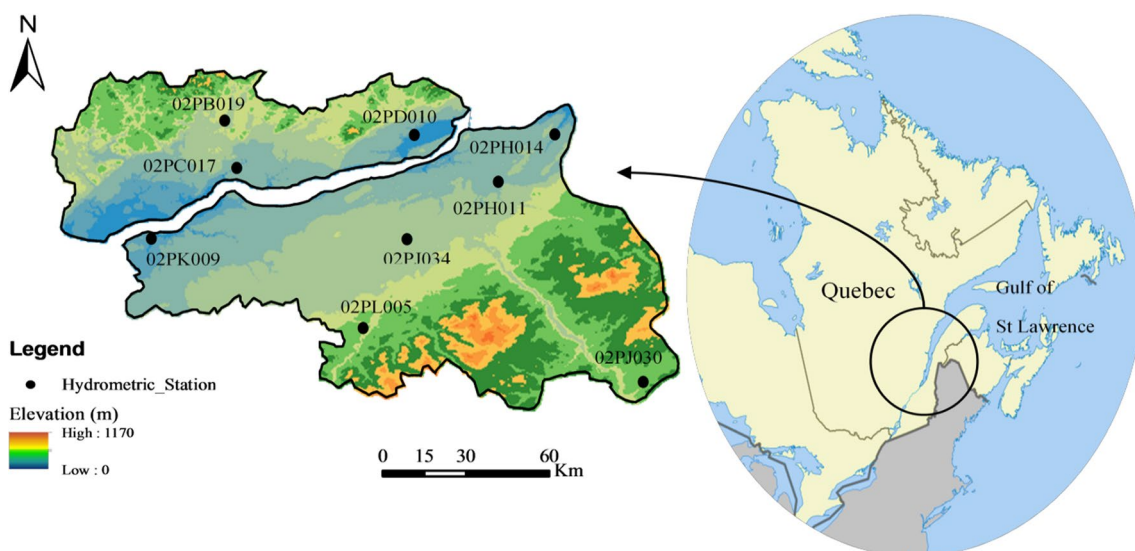 N
02PB019
02PD010
02PH014
02PC017
02PH011
02PK009
02PJ034
02PL005
02PJ030
Legend
Hydrometric_Station
Elevation (m)
High : 1170
Low : 0
0 15 30 60
Km
Quebec
Gulf of
St Lawrence